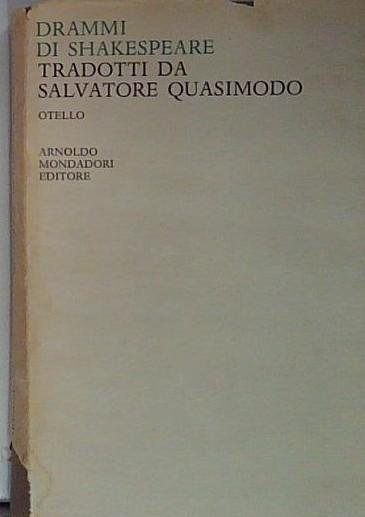 DRAMMI
DI SHAKESPEARE
TRADOTTI DA
SALVATORE QUASIMODO
OTELLO
ARNOLDO
MONDADORI
EDITORE